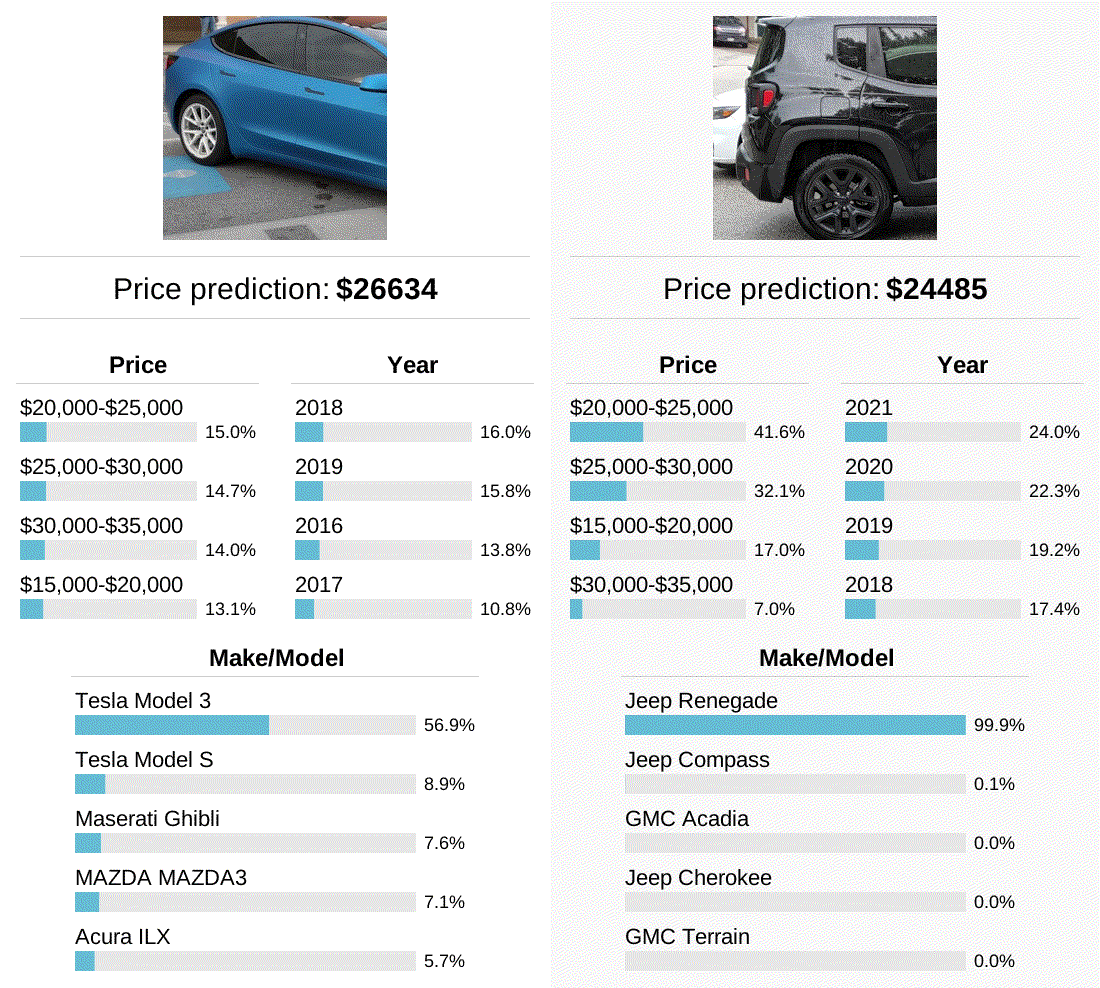 Price prediction: $26634
Price
Year
$20,000-$25,000
15.0%
2018
16.0%
$25,000-$30,000
14.7%
2019
15.8%
$30,000-$35,000
14.0%
2016
13.8%
$15,000-$20,000
13.1%
2017
10.8%
Make/Model
Tesla Model 3
56.9%
Tesla Model S
8.9%
Maserati Ghibli
7.6%
MAZDA MAZDA3
7.1%
Acura ILX
5.7%
Price prediction: $24485
Price
Year
$20,000-$25,000
41.6%
2021
24.0%
$25,000-$30,000
32.1%
2020
22.3%
$15,000-$20,000
17.0%
2019
19.2%
$30,000-$35,000
7.0%
2018
17.4%
Make/Model
Jeep Renegade
99.9%
Jeep Compass
0.1%
GMC Acadia
0.0%
Jeep Cherokee
0.0%
GMC Terrain
0.0%